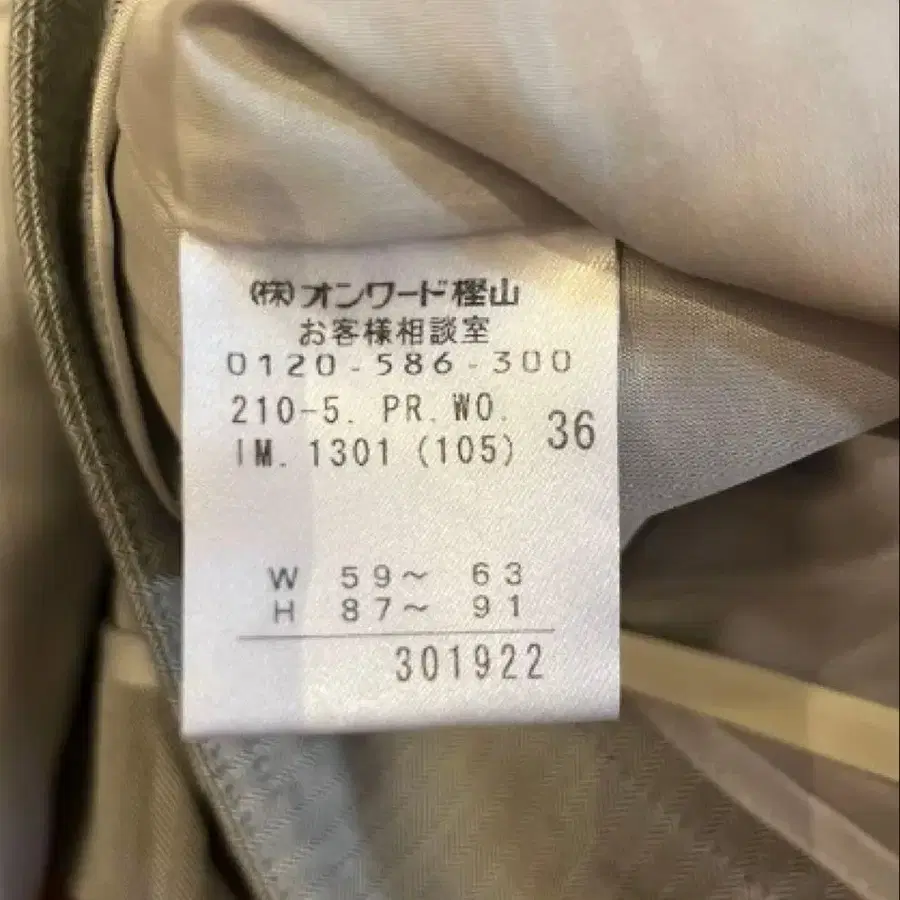 (株)オンワード樫山
お客様相談室
0120-586-300
210-5. PR.WO.
IM. 1301 (105) 36
W 59～ 63
H 87～ 91
301922